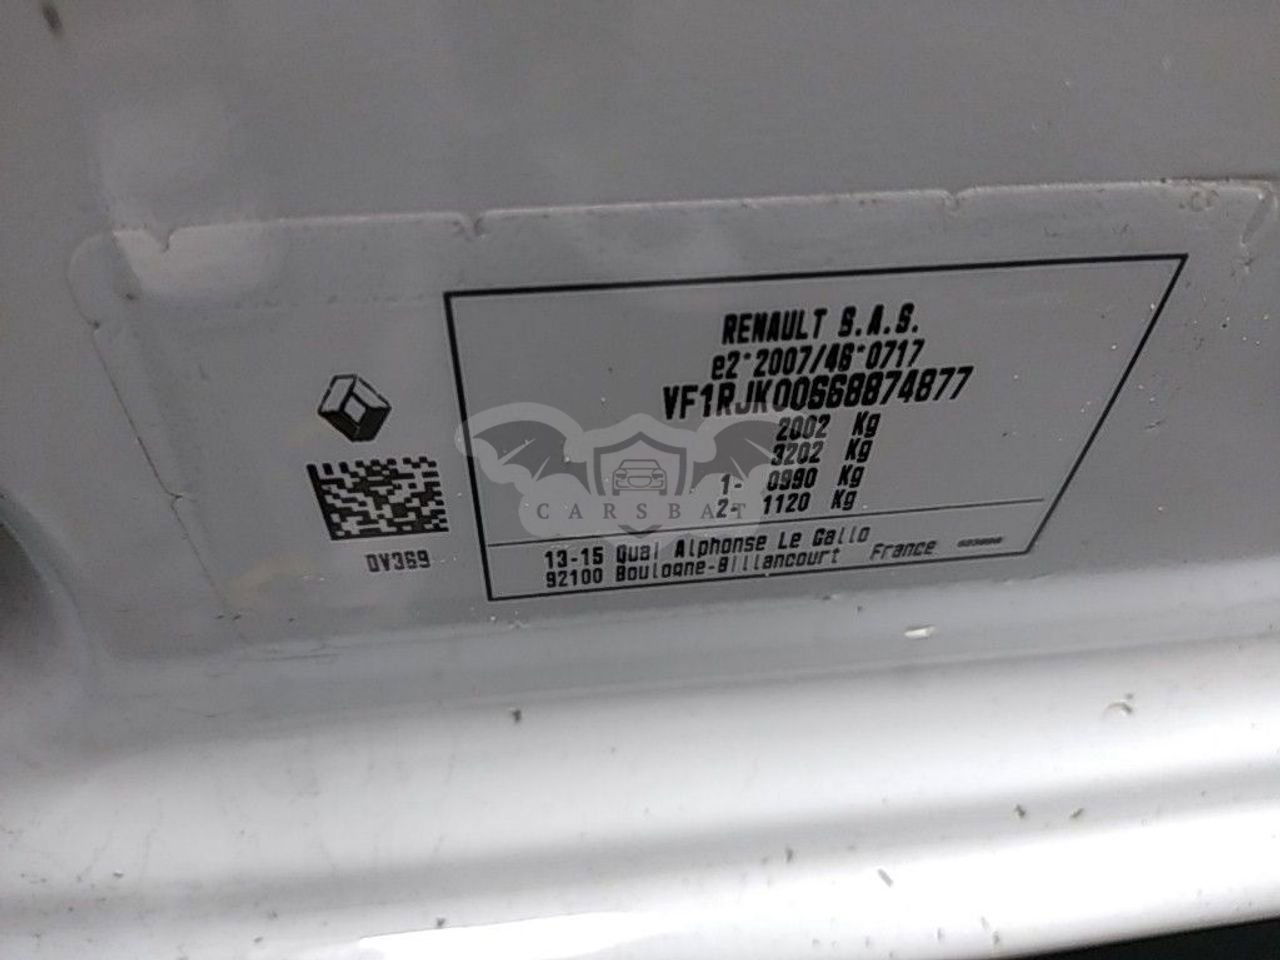 RENAULT S.A.S.
e2*2007/46*0717
VF1RJK00668874877
2002 Kg
3202 Kg
1- 0990 Kg
2- 1120 Kg
13-15 Quai Alphonse Le Gallo
92100 Boulogne-Billancourt France
DV369
CARSBAT